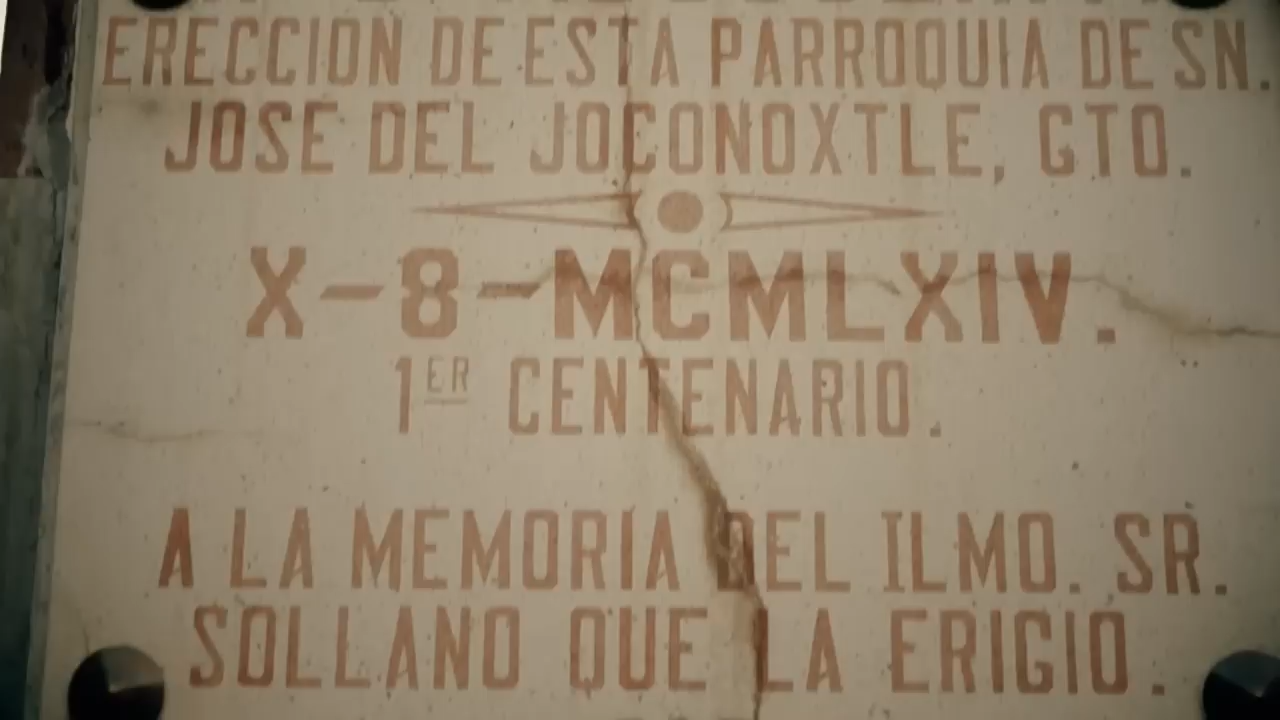 ERECCION DE ESTA PARROQUIA DE SN.
JOSE DEL JOCONOXTLE, GTO.
X-8-MCMLXIV.
1ER CENTENARIO.
A LA MEMORIA DEL ILMO. SR.
SOLLANO QUE LA ERIGIÓ.